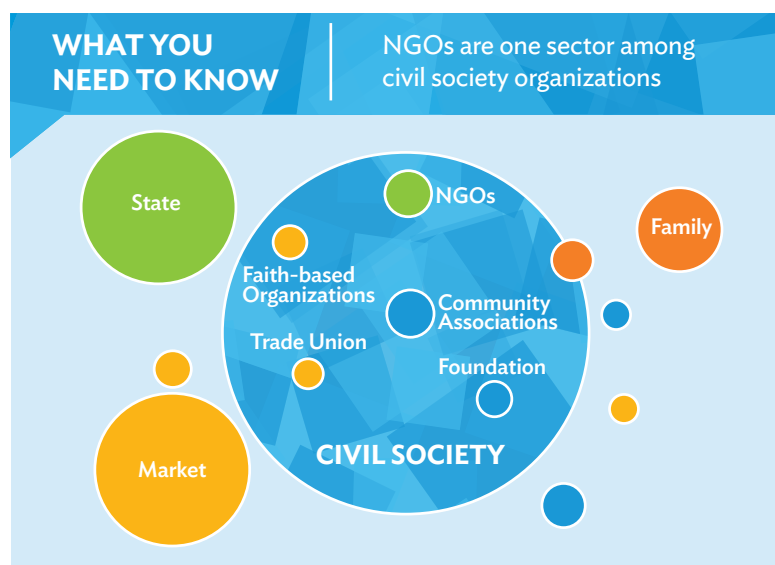 WHAT YOU
NEED TO KNOW
NGOs are one sector among
civil society organizations
State
NGOs
Family
Faith-based
Organizations
Community
Associations
Trade Union
Foundation
Market
CIVIL SOCIETY